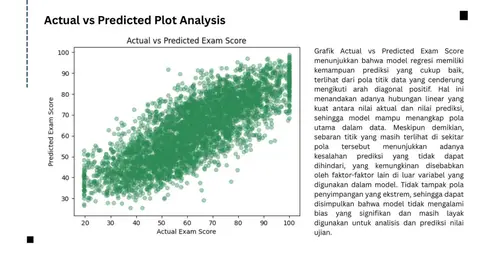 Actual vs Predicted Plot Analysis
Actual vs Predicted Exam Score
Predicted Exam Score
100
90
80
70
60
50
40
30
20 30 40 50 60 70 80 90 100
Actual Exam Score
Grafik Actual vs Predicted Exam Score
menunjukkan bahwa model regresi memiliki
kemampuan prediksi yang cukup baik,
terlihat dari pola titik data yang cenderung
mengikuti arah diagonal positif. Hal ini
menandakan adanya hubungan linear yang
kuat antara nilai aktual dan nilai prediksi,
sehingga model mampu menangkap pola
utama dalam data. Meskipun demikian,
sebaran titik yang masih terlihat di sekitar
pola tersebut menunjukkan adanya
kesalahan prediksi yang tidak dapat
dihindari, yang kemungkinan disebabkan
oleh faktor-faktor lain di luar variabel yang
digunakan dalam model. Tidak tampak pola
penyimpangan yang ekstrem, sehingga dapat
disimpulkan bahwa model tidak mengalami
bias yang signifikan dan masih layak
digunakan untuk analisis dan prediksi nilai
ujian.